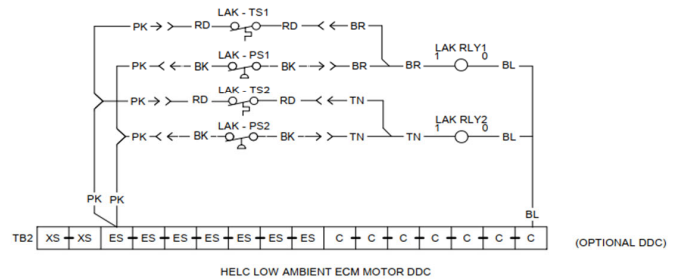 LAK - TS1
PK RD RD BR
LAK - PS1
PK BK BK BR BR LAK RLY1 1 0 BL
LAK - TS2
PK RD RD TN
LAK - PS2
PK BK BK TN TN LAK RLY2 1 0 BL
PK PK BL
TB2 XS XS ES ES ES ES ES ES ES C C C C C C C (OPTIONAL DDC)
HELC LOW AMBIENT ECM MOTOR DDC